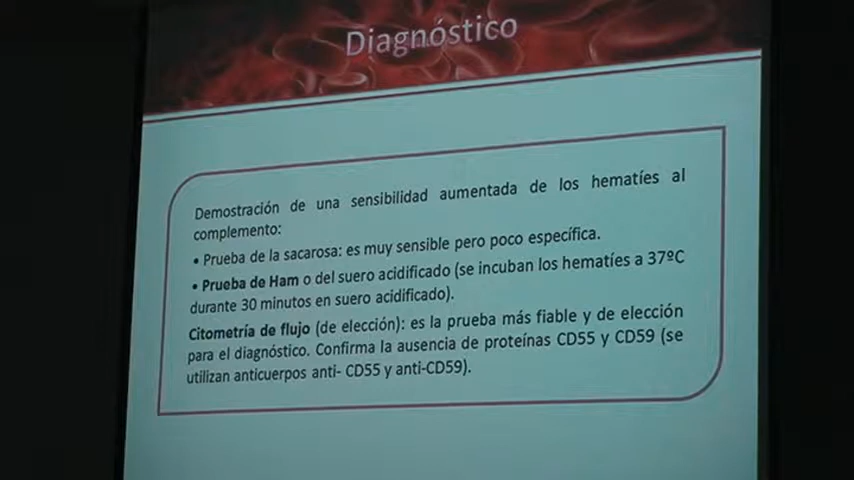 Diagnóstico
Demostración de una sensibilidad aumentada de los hematíes al
complemento:
• Prueba de la sacarosa: es muy sensible pero poco específica.
• Prueba de Ham o del suero acidificado (se incuban los hematíes a 37ºC
durante 30 minutos en suero acidificado).
Citometría de flujo (de elección): es la prueba más fiable y de elección
para el diagnóstico. Confirma la ausencia de proteínas CD55 y CD59 (se
utilizan anticuerpos anti- CD55 y anti-CD59).